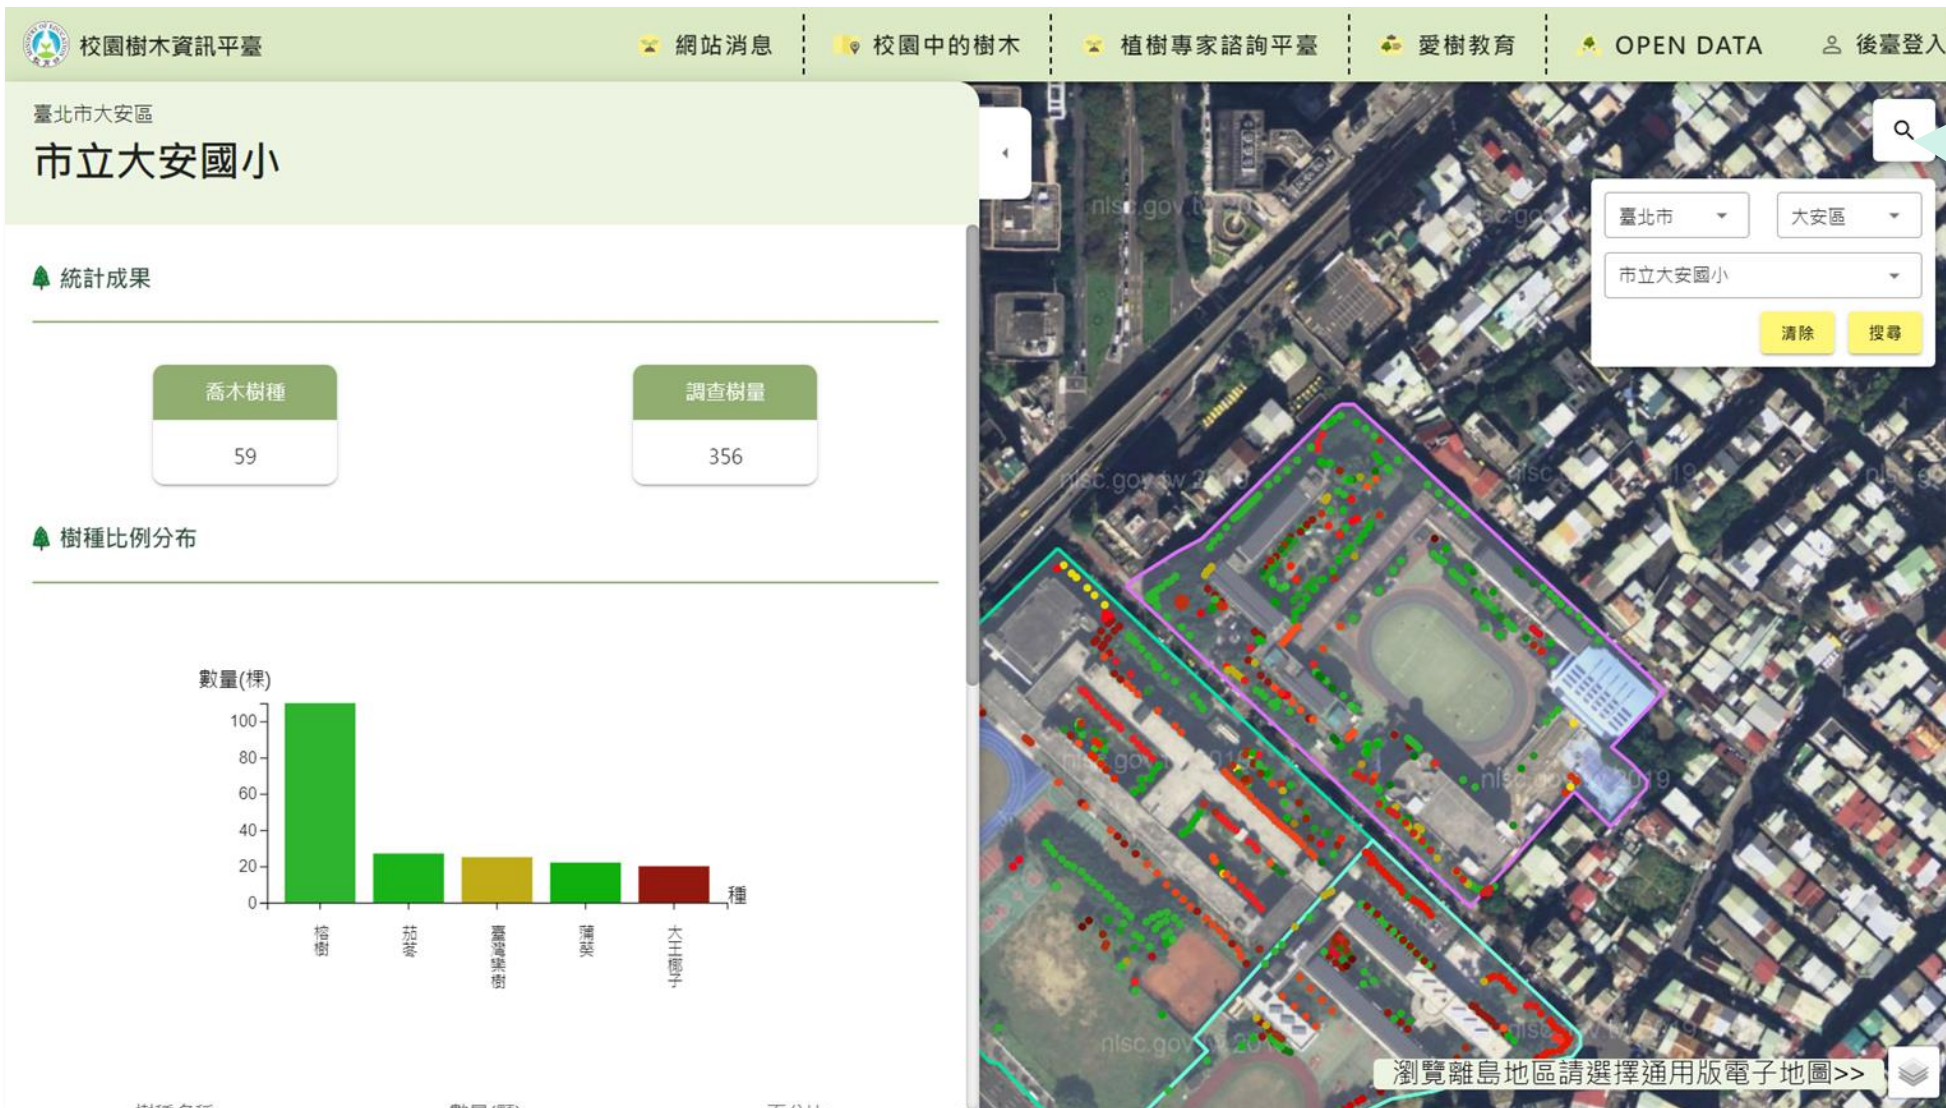 校園樹木資訊平臺
網站消息
校園中的樹木
植樹專家諮詢平臺
愛樹教育
OPEN DATA
後臺登入
臺北市大安區
市立大安國小
臺北市
大安區
市立大安國小
清除
搜尋
統計成果
喬木樹種
59
調查樹量
356
樹種比例分布
數量(棵)
100
80
60
40
20
0
種
榕樹
茄苳
臺灣欒樹
蒲葵
大王椰子
nlsc.gov.tw 2019
瀏覽離島地區請選擇通用版電子地圖>>